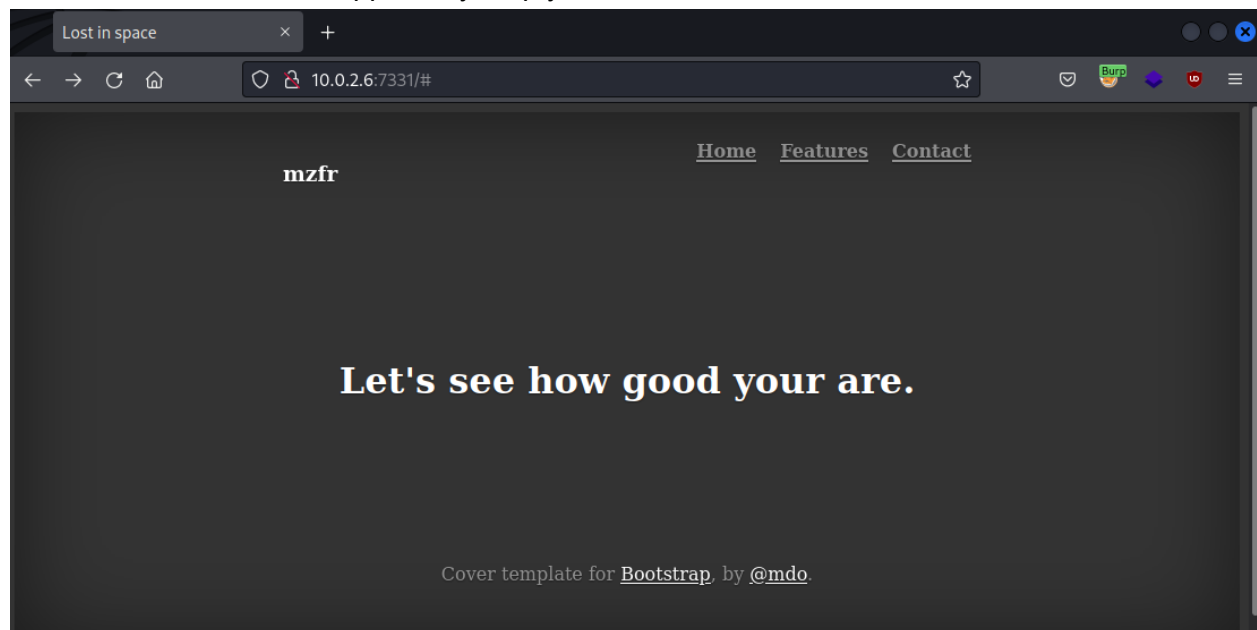 Lost in space
10.0.2.6:7331/#
Burp
Home Features Contact
mzfr
Let's see how good your are.
Cover template for Bootstrap, by @mdo.